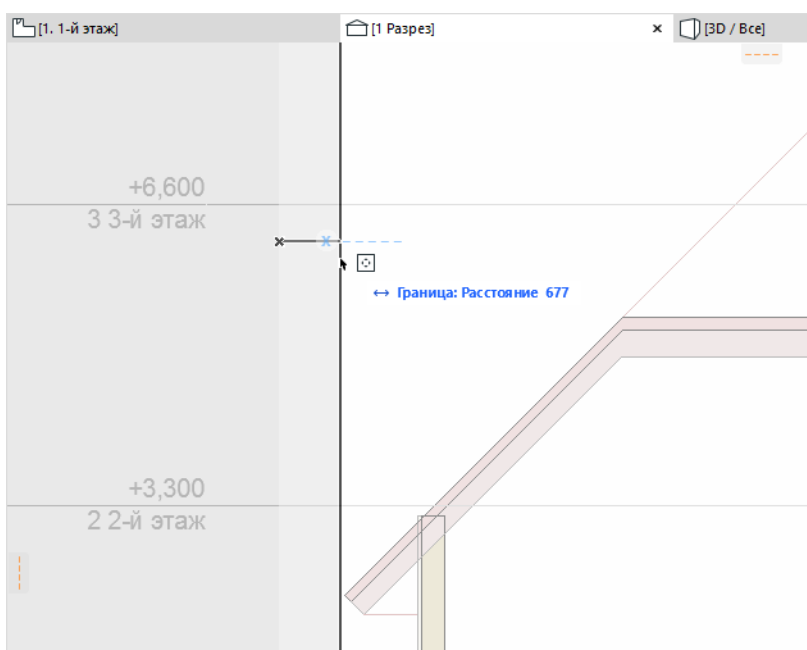 [1. 1-й этаж]
[1 Разрез]
[3D / Все]
+6,600
3 3-й этаж
Граница: Расстояние 677
+3,300
2 2-й этаж